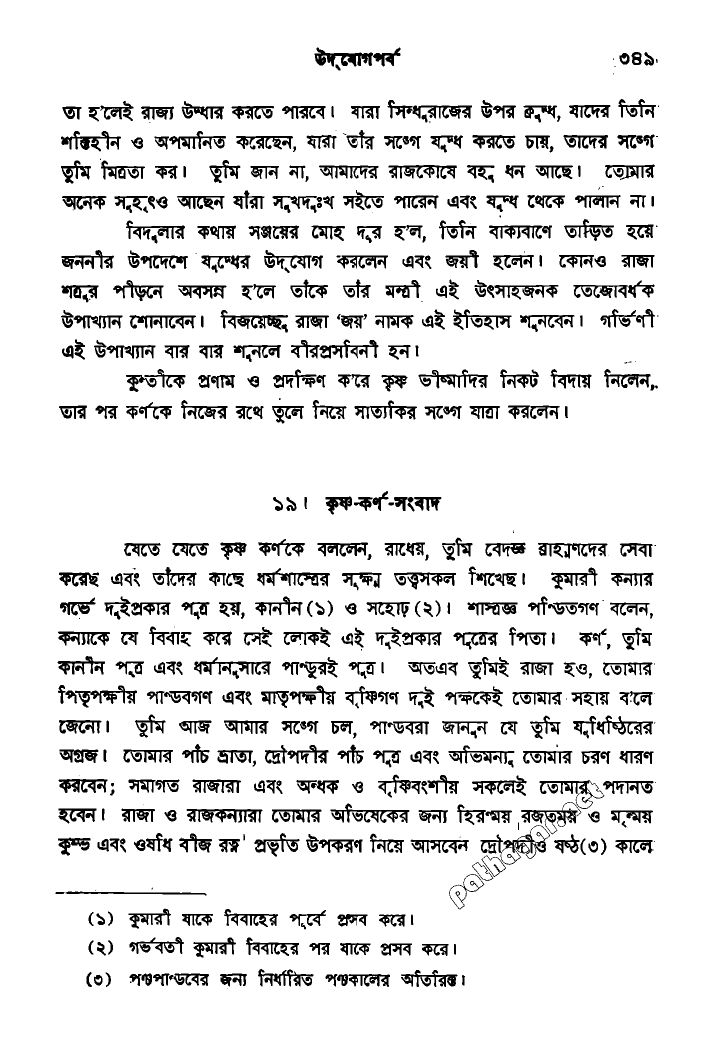 উদ্‌যোগপর্ব ৩৪৯
তা হ'লেই রাজ্য উদ্ধার করতে পারবে। যারা সিন্ধুরাজের উপর ক্রুদ্ধ, যাদের তিনি
শক্তিহীন ও অপমানিত করেছেন, যারা তাঁর সঙ্গে যুদ্ধ করতে চায়, তাদের সঙ্গে
তুমি মিত্রতা কর। তুমি জান না, আমাদের রাজকোষে বহু ধন আছে। তোমার
অনেক সুহৃৎও আছেন যাঁরা সুখদুঃখ সইতে পারেন এবং যুদ্ধ থেকে পালান না।
বিদুলার কথায় সঞ্জয়ের মোহ দূর হ'ল, তিনি বাক্যবাণে তাড়িত হয়ে
জননীর উপদেশে যুদ্ধের উদ্‌যোগ করলেন এবং জয়ী হলেন। কোনও রাজা
শত্রুর পীড়নে অবসন্ন হ'লে তাঁকে তাঁর মন্ত্রী এই উৎসাহজনক তেজোবর্ধক
উপাখ্যান শোনাবেন। বিজয়েচ্ছু রাজা 'জয়' নামক এই ইতিহাস শুনবেন। গর্ভিণী
এই উপাখ্যান বার বার শুনলে বীরপ্রসবিনী হন।
কুন্তীকে প্রণাম ও প্রদক্ষিণ ক'রে কৃষ্ণ ভীষ্মাদির নিকট বিদায় নিলেন,
তার পর কর্ণকে নিজের রথে তুলে নিয়ে সাত্যকির সঙ্গে যাত্রা করলেন।
১৯। কৃষ্ণ-কর্ণ-সংবাদ
যেতে যেতে কৃষ্ণ কর্ণকে বললেন, রাধেয়, তুমি বেদজ্ঞ ব্রাহ্মণদের সেবা
করেছ এবং তাঁদের কাছে ধর্মশাস্ত্রের সূক্ষ্ম তত্ত্বসকল শিখেছ। কুমারী কন্যার
গর্ভে দুইপ্রকার পুত্র হয়, কানীন(১) ও সহোঢ়(২)। শাস্ত্রজ্ঞ পণ্ডিতগণ বলেন,
কন্যাকে যে বিবাহ করে সেই লোকই এই দুইপ্রকার পুত্রের পিতা। কর্ণ, তুমি
কানীন পুত্র এবং ধর্মানুসারে পাণ্ডুরই পুত্র। অতএব তুমিই রাজা হও, তোমার
পিতৃপক্ষীয় পাণ্ডবগণ এবং মাতৃপক্ষীয় বৃষ্ণিগণ দুই পক্ষকেই তোমার সহায় ব'লে
জেনো। তুমি আজ আমার সঙ্গে চল, পাণ্ডবরা জানুন যে তুমি যুধিষ্ঠিরের
অগ্রজ। তোমার পাঁচ ভ্রাতা, দ্রৌপদীর পাঁচ পুত্র এবং অভিমন্যু তোমার চরণ ধারণ
করবেন; সমাগত রাজারা এবং অন্ধক ও বৃষ্ণিবংশীয় সকলেই তোমার পদানত
হবেন। রাজা ও রাজকন্যারা তোমার অভিষেকের জন্য হিরণ্ময় রজতময় ও মৃন্ময়
কুম্ভ এবং ওষধি বীজ রত্ন প্রভৃতি উপকরণ নিয়ে আসবেন দ্রৌপদীও ষষ্ঠ(৩) কালে
(১) কুমারী যাকে বিবাহের পূর্বে প্রসব করে।
(২) গর্ভবতী কুমারী বিবাহের পর যাকে প্রসব করে।
(৩) পঞ্চপাণ্ডবের জন্য নির্ধারিত পঞ্চকালের অতিরিক্ত।
pathagar.net